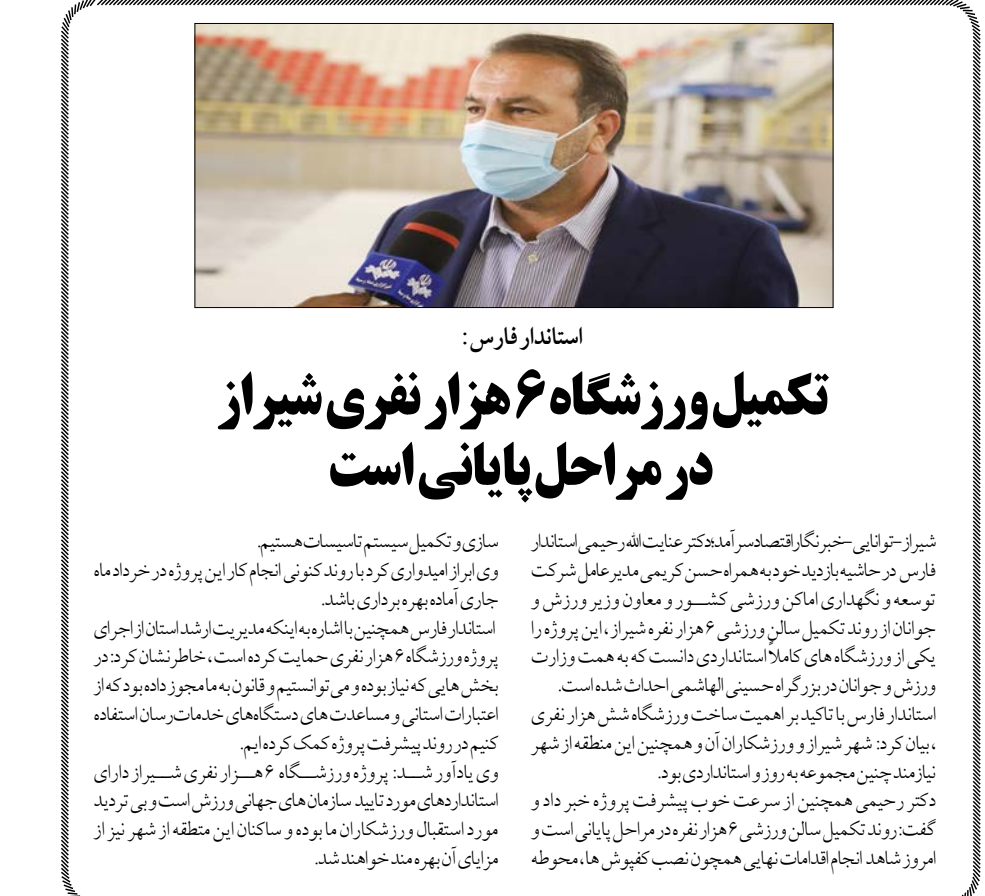 استاندار فارس:
تکمیل ورزشگاه ۶ هزار نفری شیراز
در مراحل پایانی است
شیراز-توانایی-خبرنگار اقتصاد سرآمد؛ دکتر عنایت الله رحیمی استاندار
فارس در حاشیه بازدید خود به همراه حسن کریمی مدیر عامل شرکت
توسعه و نگهداری اماکن ورزشی کشــور و معاون وزیر ورزش و
جوانان از روند تکمیل سالن ورزشی ۶ هزار نفره شیراز، این پروژه را
یکی از ورزشگاه های کاملاً استانداردی دانست که به همت وزارت
ورزش و جوانان در بزرگراه حسینی الهاشمی احداث شده است.
استاندار فارس با تاکید بر اهمیت ساخت ورزشگاه شش هزار نفری
،بیان کرد: شهر شیراز و ورزشکاران آن و همچنین این منطقه از شهر
نیازمند چنین مجموعه به روز و استانداردی بود.
دکتر رحیمی همچنین از سرعت خوب پیشرفت پروژه خبر داد و
گفت: روند تکمیل سالن ورزشی ۶ هزار نفره در مراحل پایانی است و
امروز شاهد انجام اقدامات نهایی همچون نصب کفپوش ها، محوطه
سازی و تکمیل سیستم تاسیسات هستیم.
وی ابراز امیدواری کرد با روند کنونی انجام کار این پروژه در خرداد ماه
جاری آماده بهره برداری باشد.
استاندار فارس همچنین با اشاره به اینکه مدیریت ارشد استان از اجرای
پروژه ورزشگاه ۶ هزار نفری حمایت کرده است، خاطر نشان کرد: در
بخش هایی که نیاز بوده و می توانستیم و قانون به ما مجوز داده بود که از
اعتبارات استانی و مساعدت های دستگاه‌های خدمات رسان استفاده
کنیم در روند پیشرفت پروژه کمک کرده ایم.
وی یادآور شــد: پروژه ورزشــگاه ۶ هــزار نفری شــیراز دارای
استانداردهای مورد تایید سازمان های جهانی ورزش است و بی تردید
مورد استقبال ورزشکاران ما بوده و ساکنان این منطقه از شهر نیز از
مزایای آن بهره مند خواهند شد.